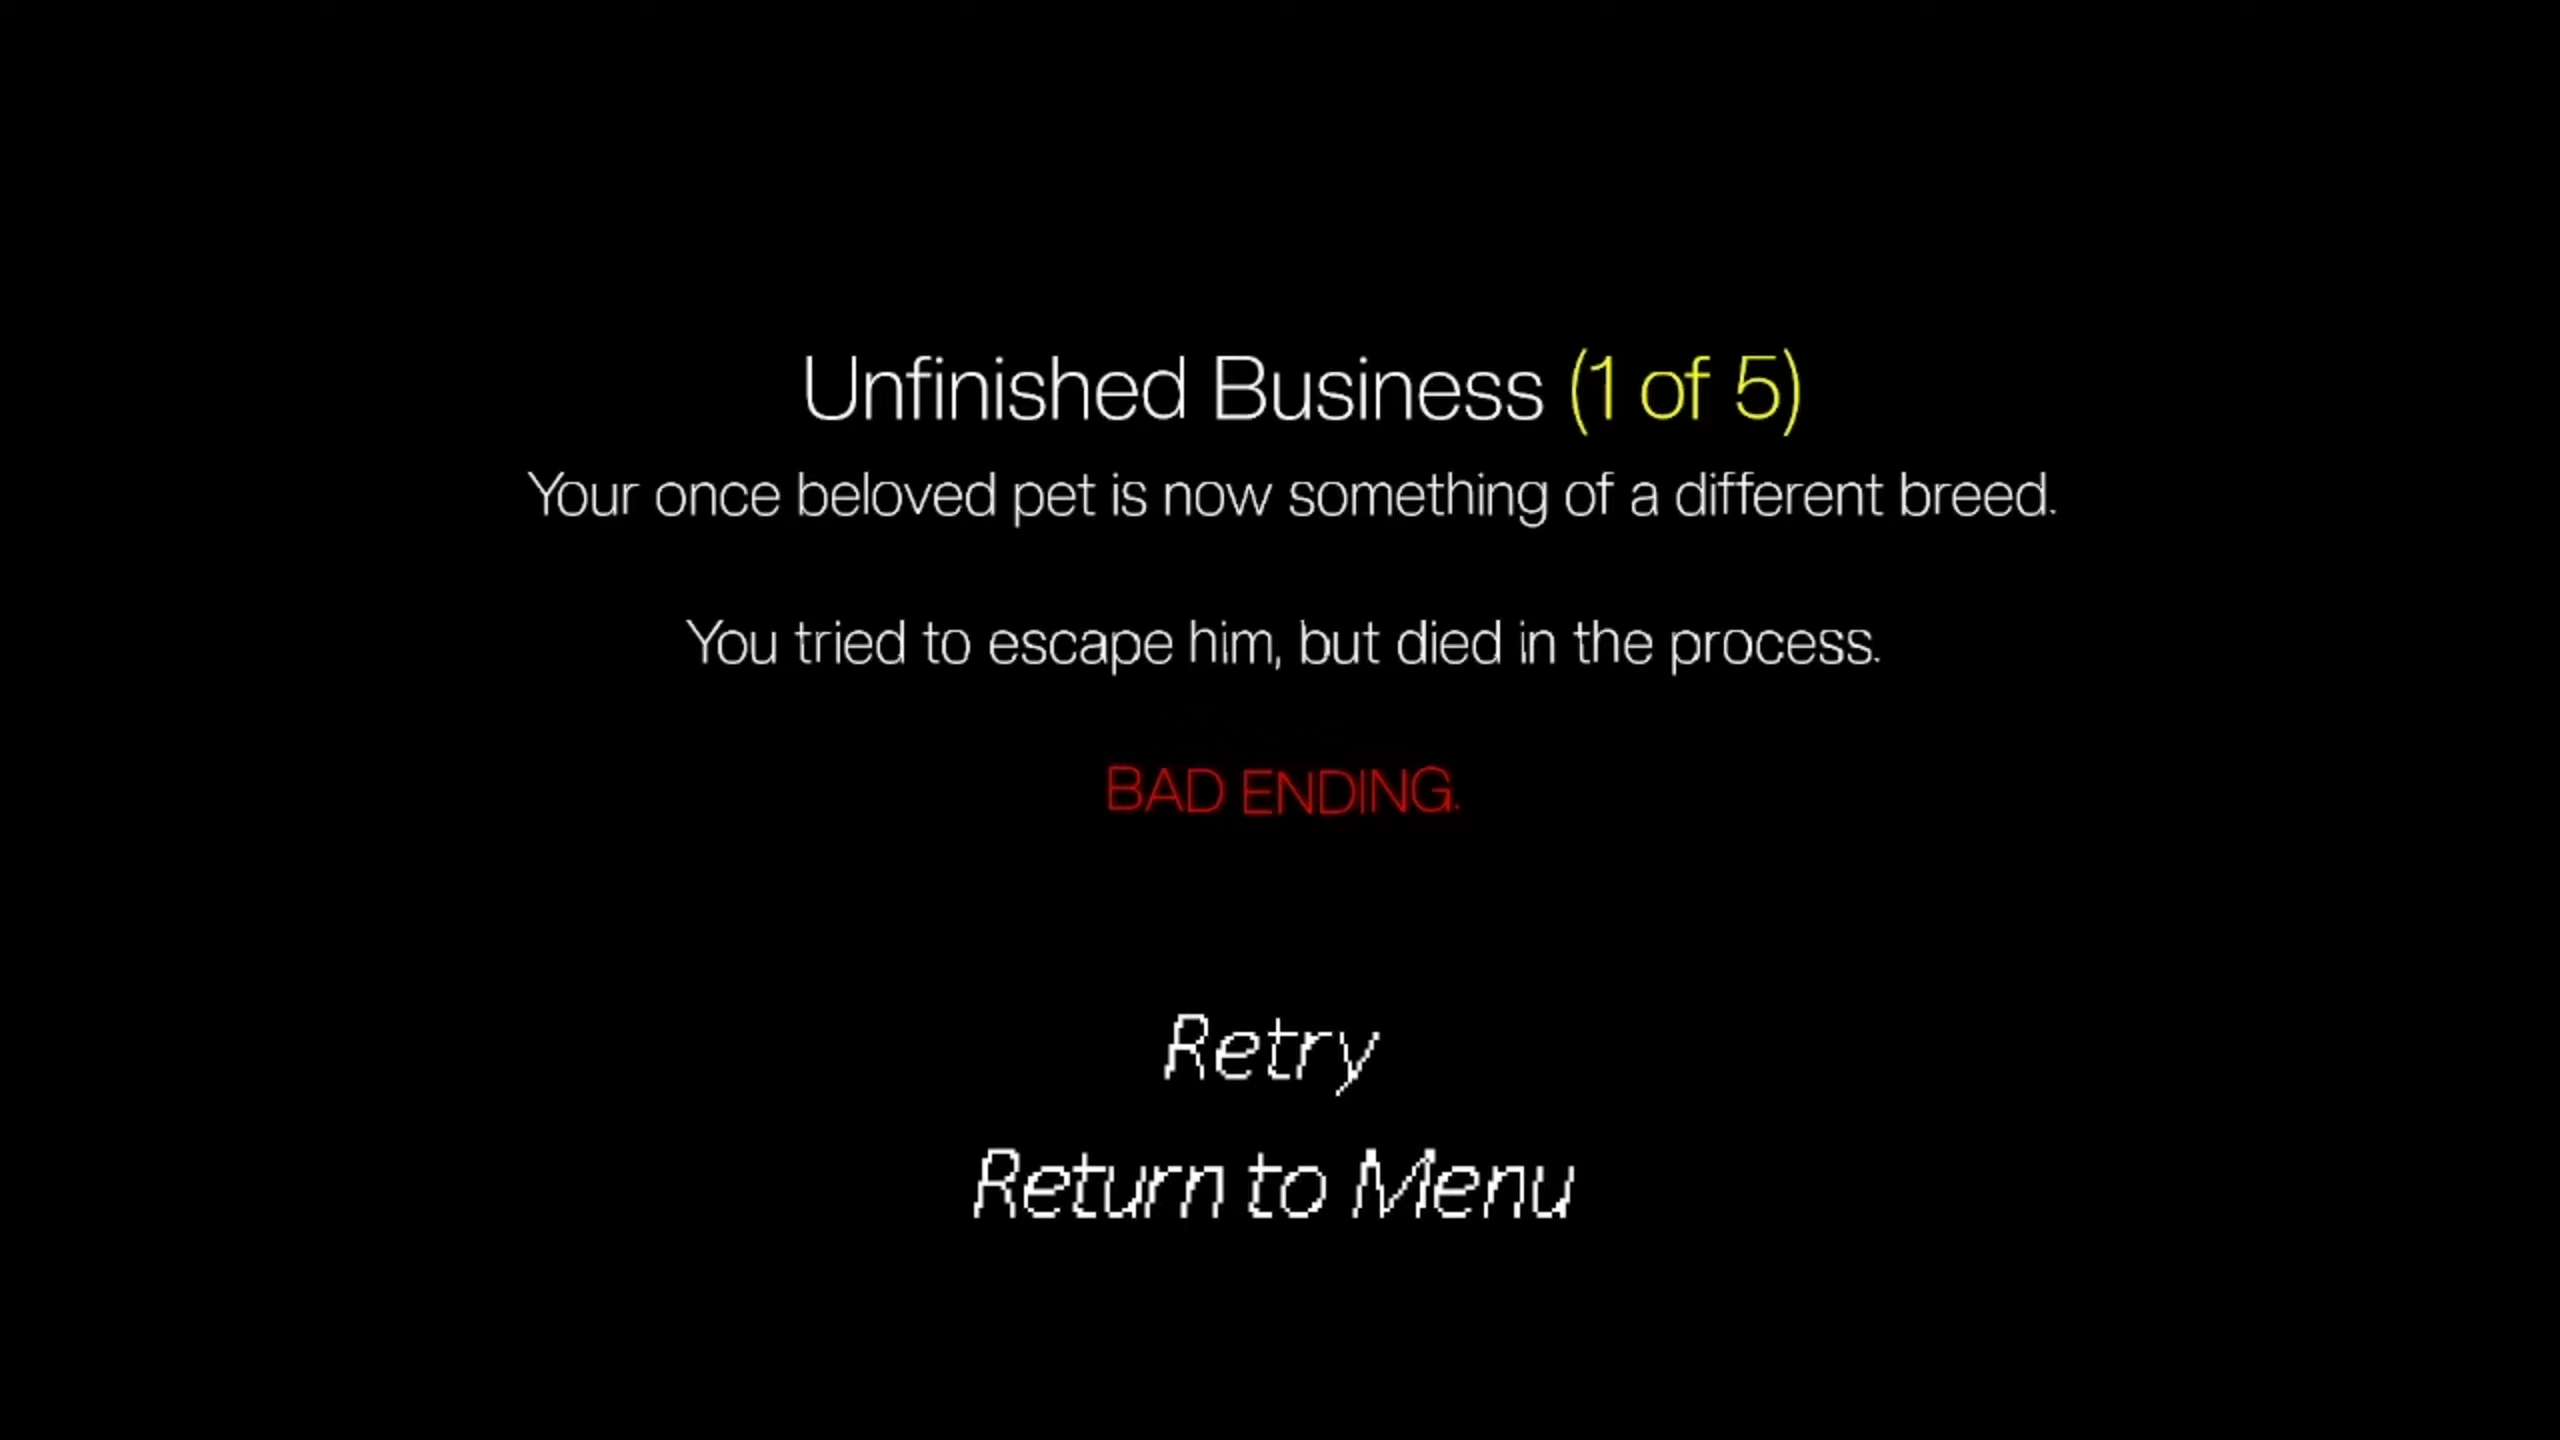 Unfinished Business (1 of 5)
Your once beloved pet is now something of a different breed.
You tried to escape him, but died in the process.
BAD ENDING.
Retry
Return to Menu